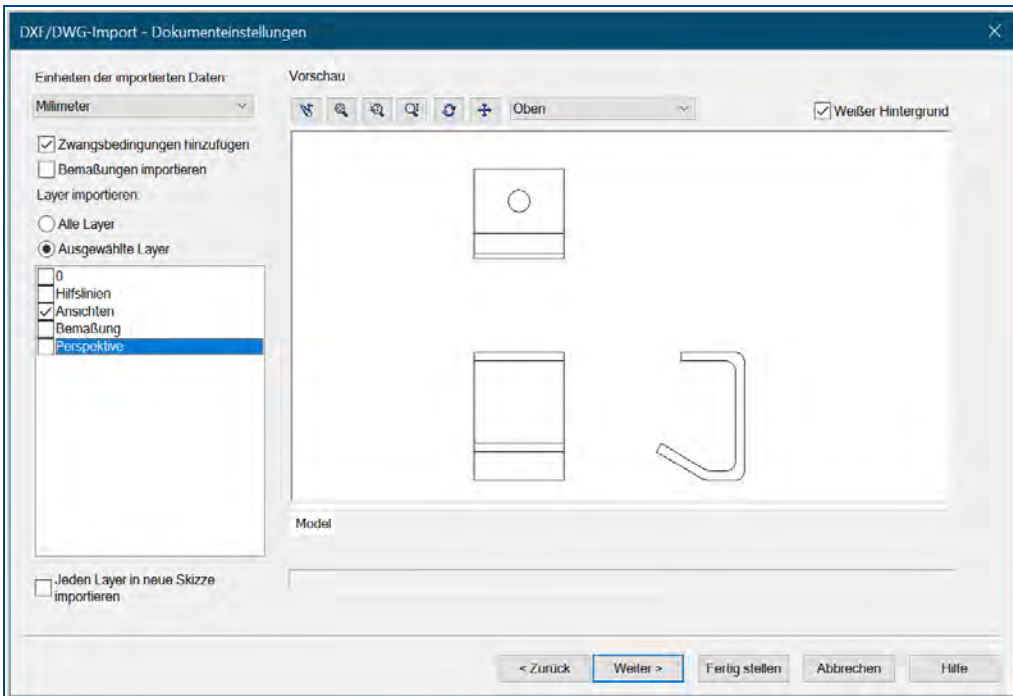 DXF/DWG-Import - Dokumenteinstellungen
Einheiten der importierten Daten:
Millimeter
Zwangsbedingungen hinzufügen
Bemaßungen importieren
Layer importieren:
Alle Layer
Ausgewählte Layer
0
Hilfslinien
Ansichten
Bemaßung
Perspektive
Jeden Layer in neue Skizze
importieren
Vorschau
Oben
Weißer Hintergrund
Model
< Zurück
Weiter >
Fertig stellen
Abbrechen
Hilfe